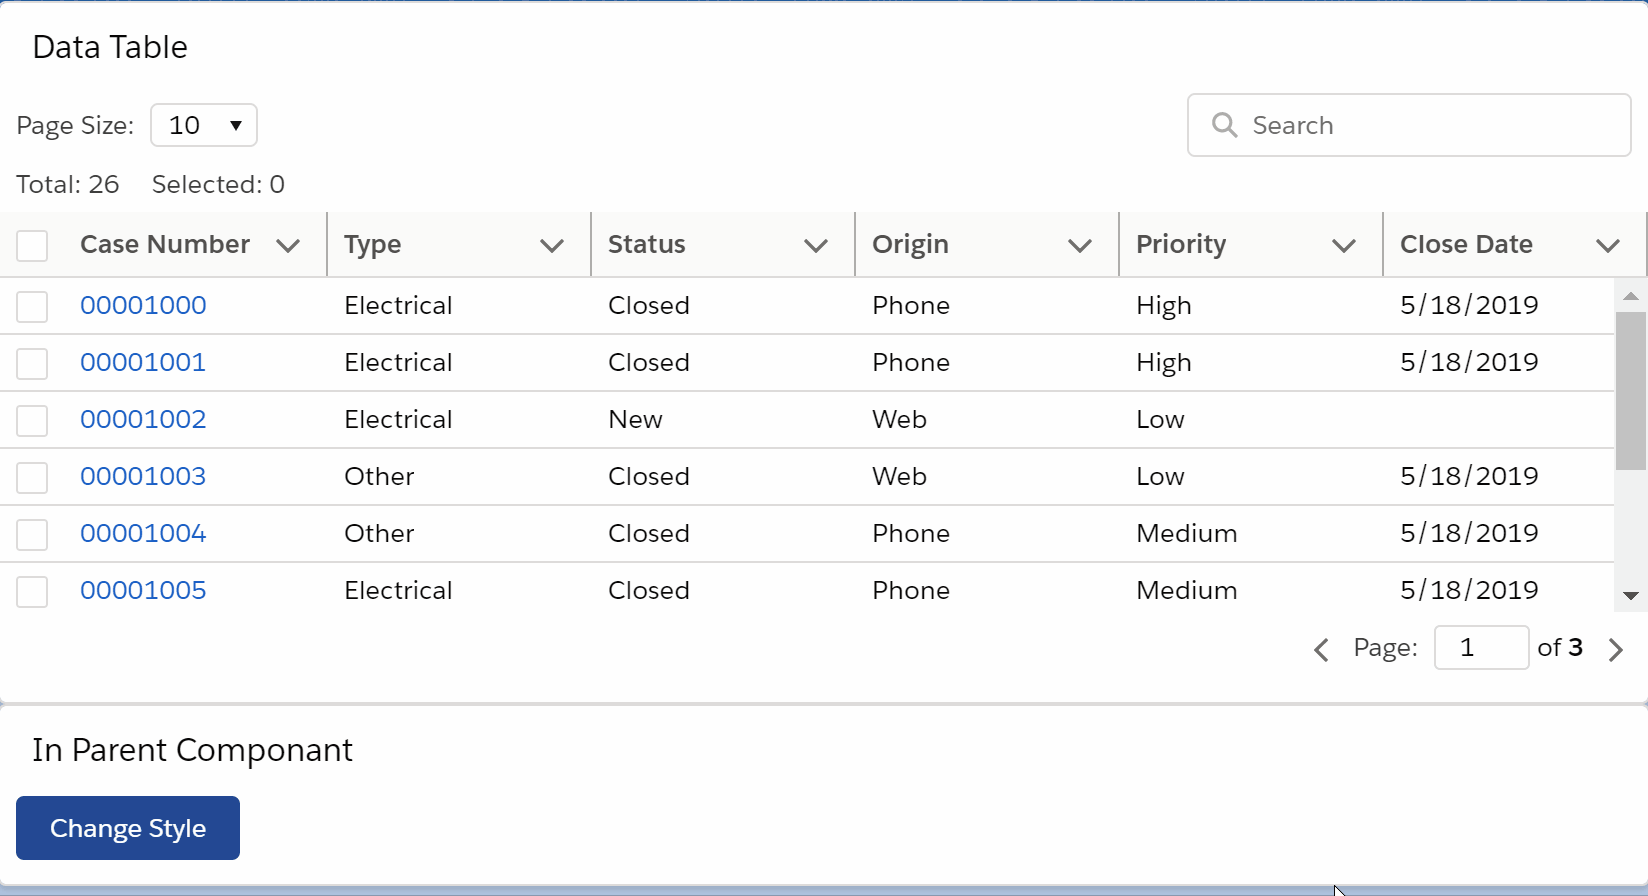 Data Table
Page Size: 10
Search
Total: 26 Selected: 0
Case Number Type Status Origin Priority Close Date
00001000 Electrical Closed Phone High 5/18/2019
00001001 Electrical Closed Phone High 5/18/2019
00001002 Electrical New Web Low
00001003 Other Closed Web Low 5/18/2019
00001004 Other Closed Phone Medium 5/18/2019
00001005 Electrical Closed Phone Medium 5/18/2019
Page: 1 of 3
In Parent Componant
Change Style